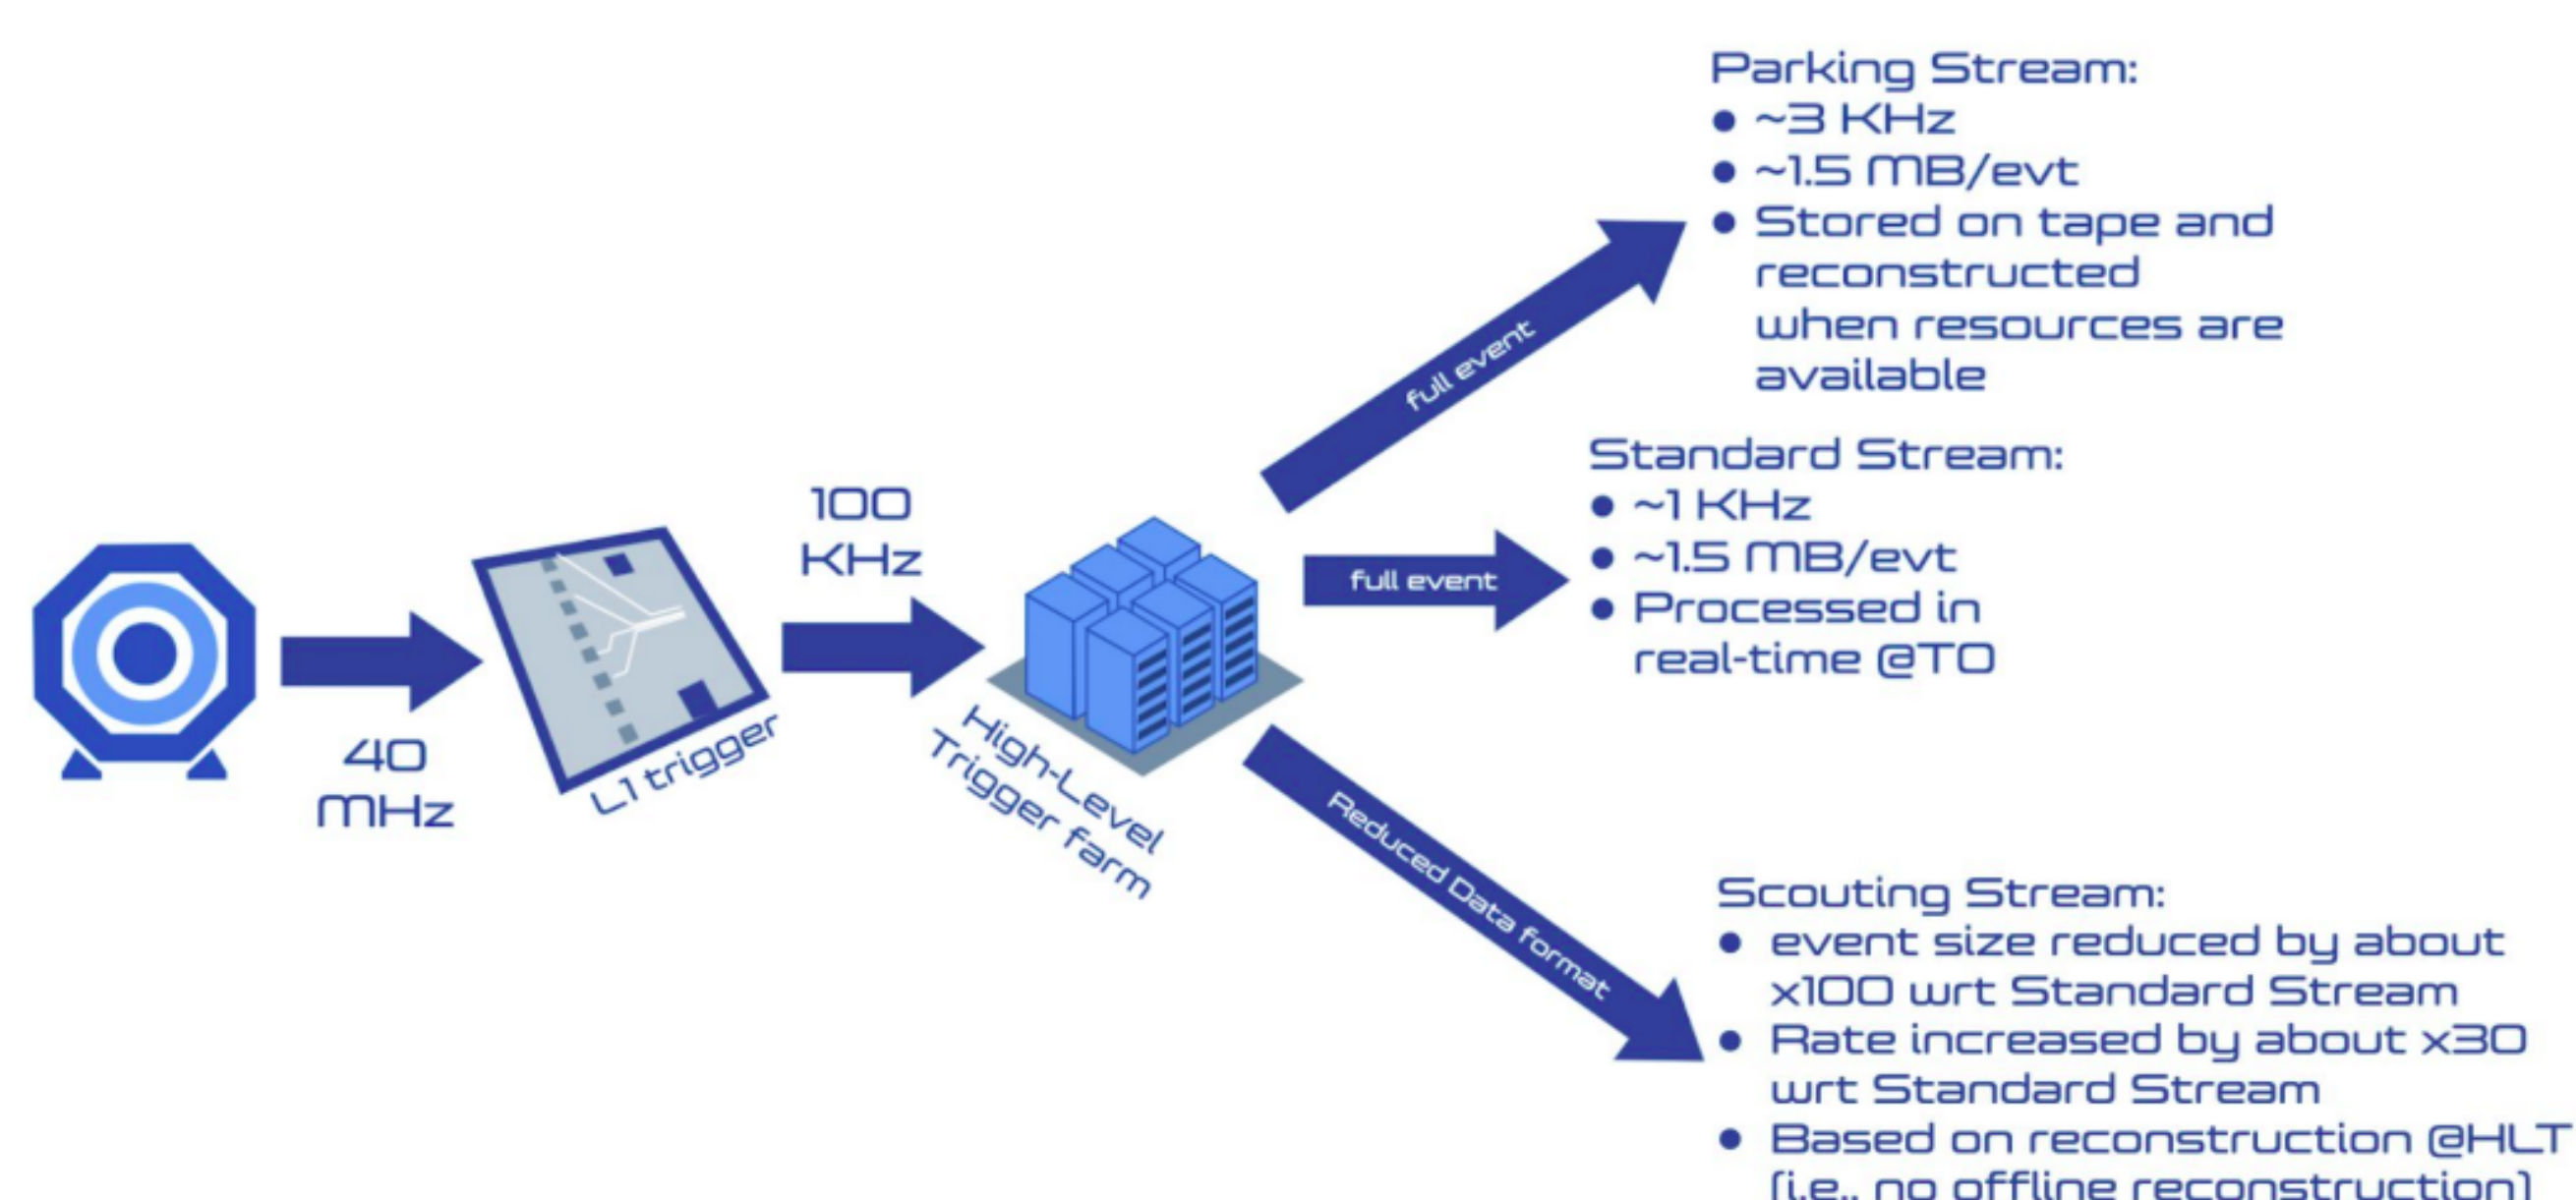 40
MHz
L1 trigger
100
KHz
High-Level
Trigger farm
full event
Parking Stream:
● ~3 KHz
● ~1.5 MB/evt
● Stored on tape and
reconstructed
when resources are
available
full event
Standard Stream:
● ~1 KHz
● ~1.5 MB/evt
● Processed in
real-time @T0
Reduced Data format
Scouting Stream:
● event size reduced by about
x100 wrt Standard Stream
● Rate increased by about x30
wrt Standard Stream
● Based on reconstruction @HLT
(i.e., no offline reconstruction)